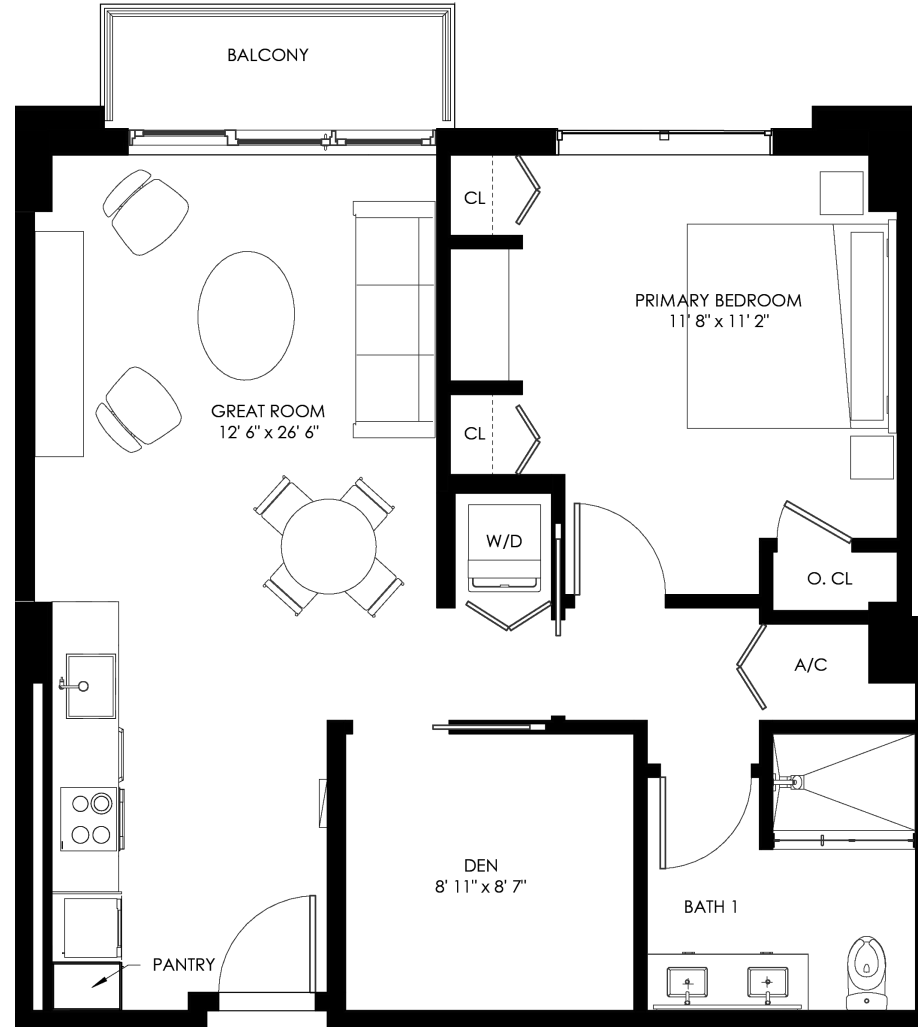 BALCONY
CL
PRIMARY BEDROOM
11' 8" x 11' 2"
GREAT ROOM
12' 6" x 26' 6"
CL
W/D
O. CL
A/C
DEN
8' 11" x 8' 7"
BATH 1
PANTRY